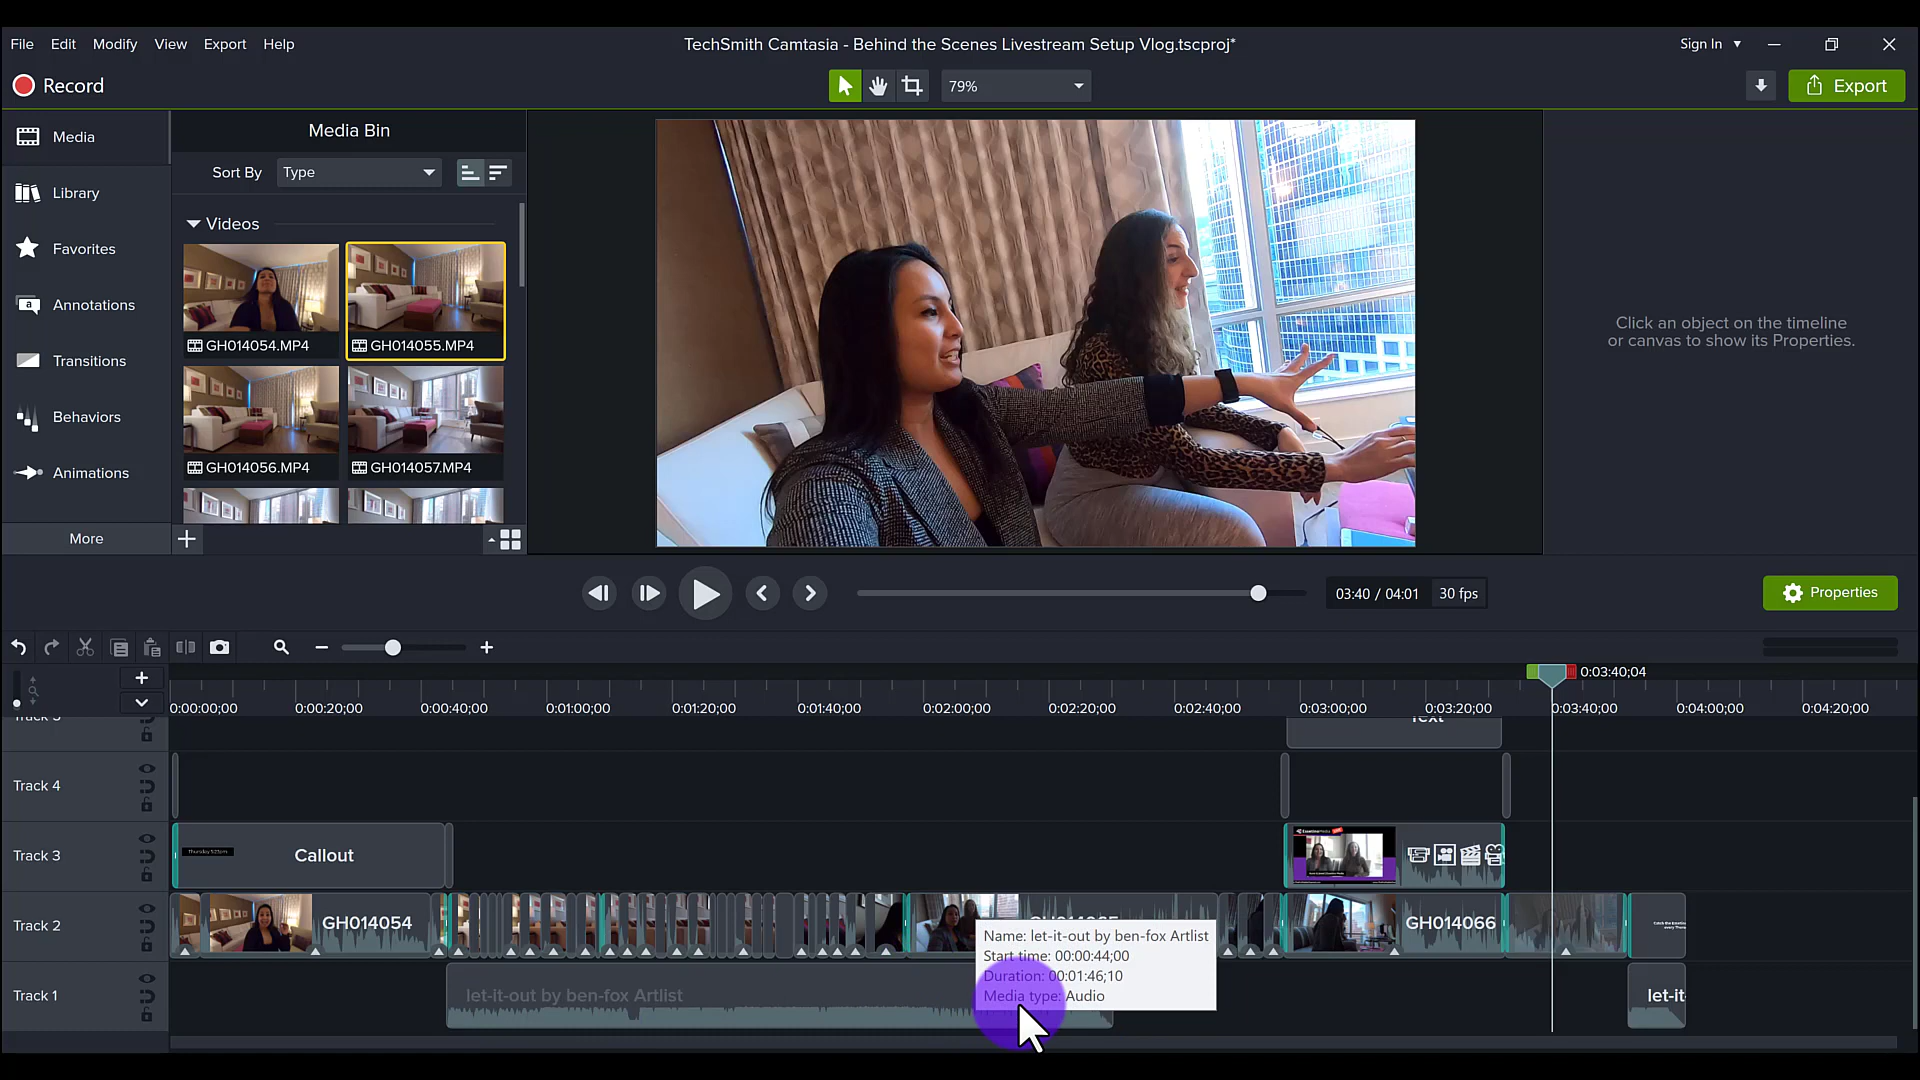 File Edit Modify View Export Help
TechSmith Camtasia - Behind the Scenes Livestream Setup Vlog.tscproj*
Sign In
Record
79%
Export
Media
Library
Favorites
Annotations
Transitions
Behaviors
Animations
More
Media Bin
Sort By Type
Videos
GH014054.MP4
GH014055.MP4
GH014056.MP4
GH014057.MP4
Click an object on the timeline
or canvas to show its Properties.
03:40 / 04:01 30 fps
Properties
0:03:40;04
0:00:00;00 0:00:20;00 0:00:40;00 0:01:00;00 0:01:20;00 0:01:40;00 0:02:00;00 0:02:20;00 0:02:40;00 0:03:00;00 0:03:20;00 0:03:40;00 0:04:00;00 0:04:20;00
Text
Track 4
Track 3
Callout
Track 2
GH014054
GH014066
Name: let-it-out by ben-fox Artlist
Start time: 00:00:44;00
Duration: 00:01:46;10
Media type: Audio
Track 1
let-it-out by ben-fox Artlist
let-it